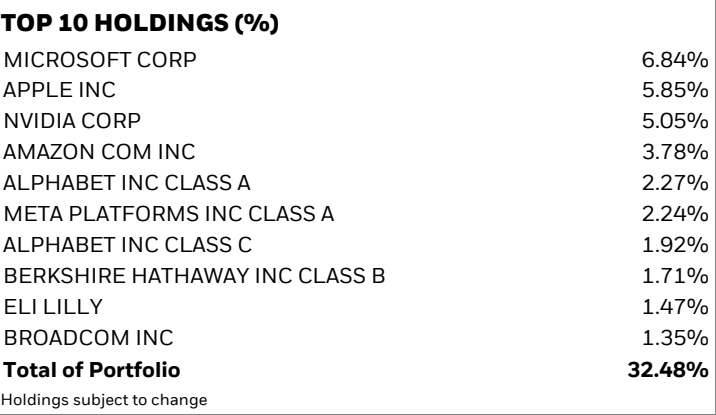 TOP 10 HOLDINGS (%)
MICROSOFT CORP 6.84%
APPLE INC 5.85%
NVIDIA CORP 5.05%
AMAZON COM INC 3.78%
ALPHABET INC CLASS A 2.27%
META PLATFORMS INC CLASS A 2.24%
ALPHABET INC CLASS C 1.92%
BERKSHIRE HATHAWAY INC CLASS B 1.71%
ELI LILLY 1.47%
BROADCOM INC 1.35%
Total of Portfolio 32.48%
Holdings subject to change